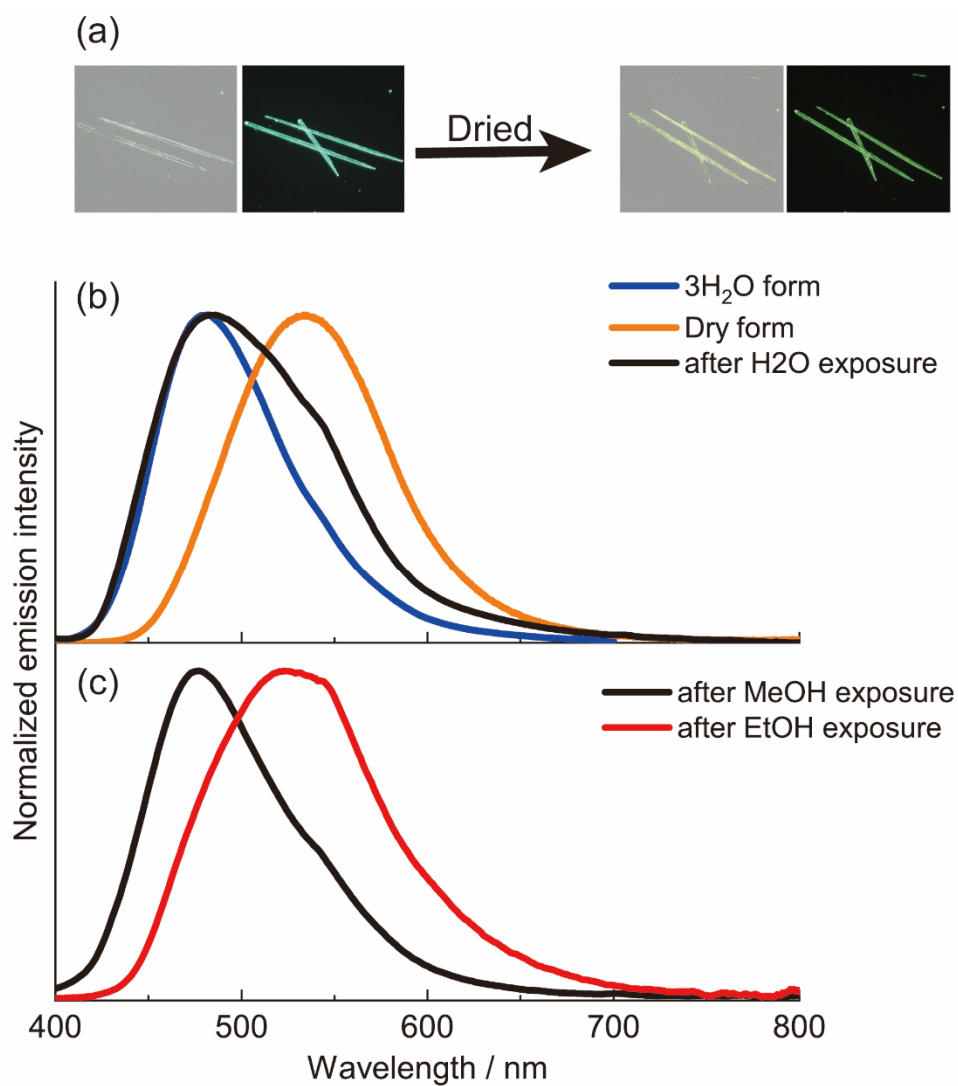 (a)
Dried
(b)
3H₂O form
Dry form
after H2O exposure
(c)
after MeOH exposure
after EtOH exposure
Normalized emission intensity
400 500 600 700 800
Wavelength / nm